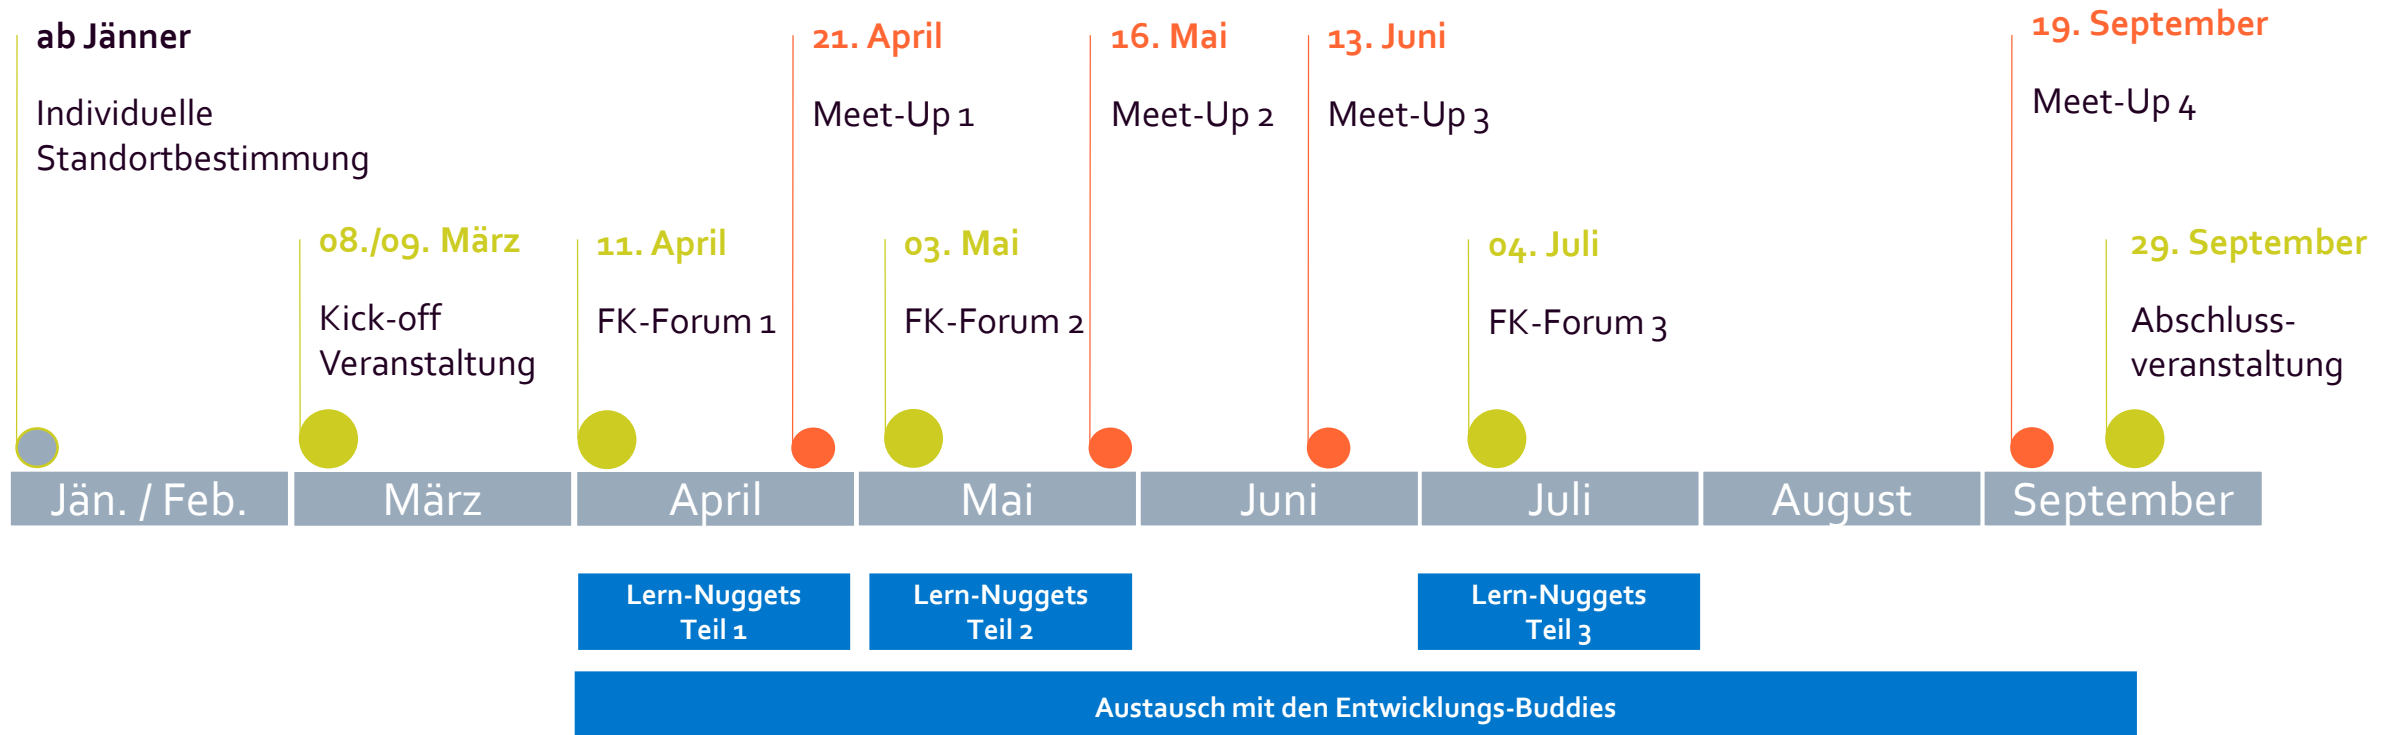 ab Jänner
Individuelle
Standortbestimmung
08./09. März
Kick-off
Veranstaltung
11. April
FK-Forum 1
21. April
Meet-Up 1
03. Mai
FK-Forum 2
16. Mai
Meet-Up 2
13. Juni
Meet-Up 3
04. Juli
FK-Forum 3
19. September
Meet-Up 4
29. September
Abschluss-
veranstaltung
Jän. / Feb.
März
April
Mai
Juni
Juli
August
September
Lern-Nuggets
Teil 1
Lern-Nuggets
Teil 2
Lern-Nuggets
Teil 3
Austausch mit den Entwicklungs-Buddies